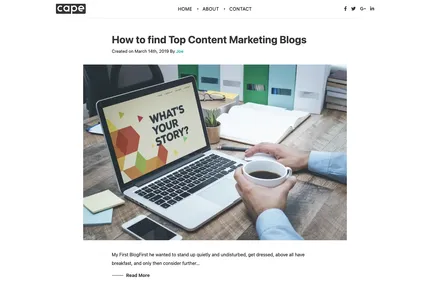 cape
HOME
ABOUT
CONTACT
How to find Top Content Marketing Blogs
Created on March 14th, 2019 By Joe
WHAT'S
YOUR
STORY?
My First BlogFirst he wanted to stand up quietly and undisturbed, get dressed, above all have
breakfast, and only then consider further...
Read More